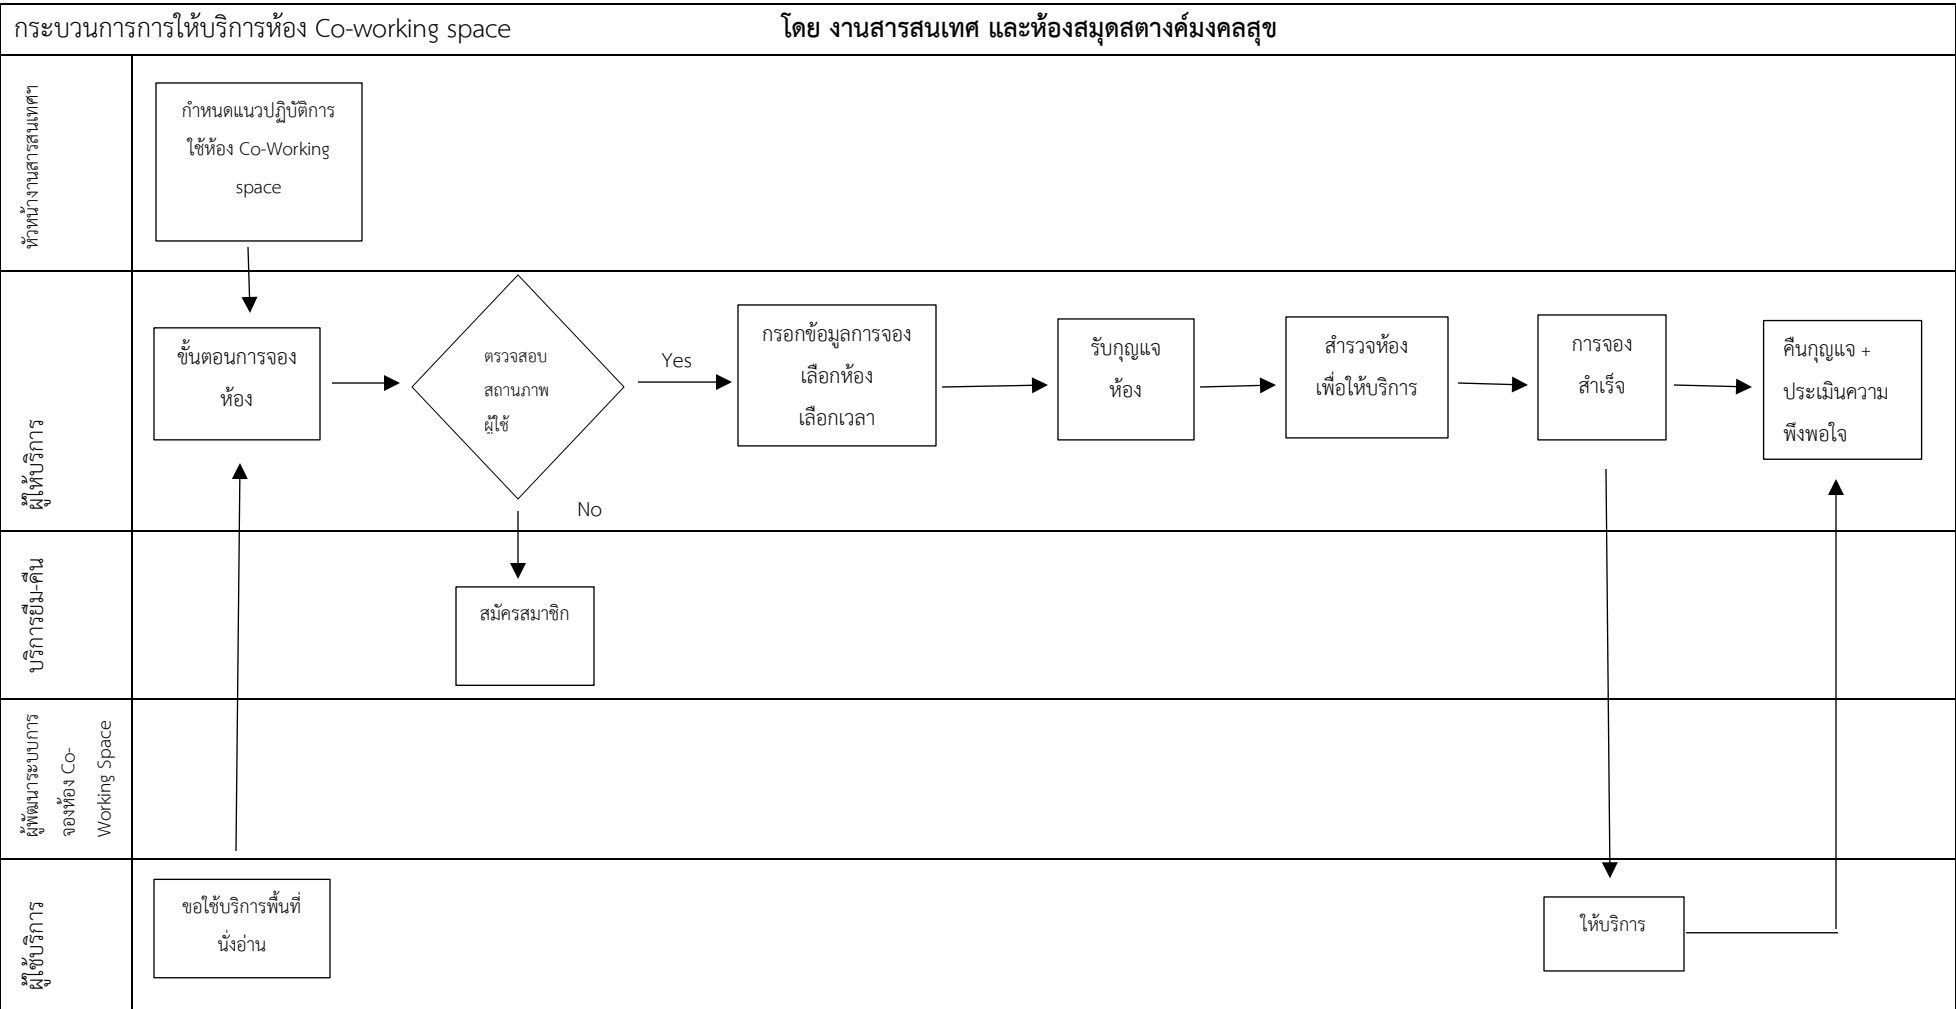 กระบวนการการให้บริการห้อง Co-working space
โดย งานสารสนเทศ และห้องสมุดสตางค์มงคลสุข
หัวหน้างานสารสนเทศฯ
กำหนดแนวปฏิบัติการ
ใช้ห้อง Co-Working
space
ผู้ให้บริการ
ขั้นตอนการจอง
ห้อง
ตรวจสอบ
สถานภาพ
ผู้ใช้
Yes
No
กรอกข้อมูลการจอง
เลือกห้อง
เลือกเวลา
รับกุญแจ
ห้อง
สำรวจห้อง
เพื่อให้บริการ
การจอง
สำเร็จ
คืนกุญแจ +
ประเมินความ
พึงพอใจ
บริการยืม-คืน
สมัครสมาชิก
ผู้พัฒนาระบบการ
จองห้อง Co-
Working Space
ผู้ใช้บริการ
ขอใช้บริการพื้นที่
นั่งอ่าน
ให้บริการ